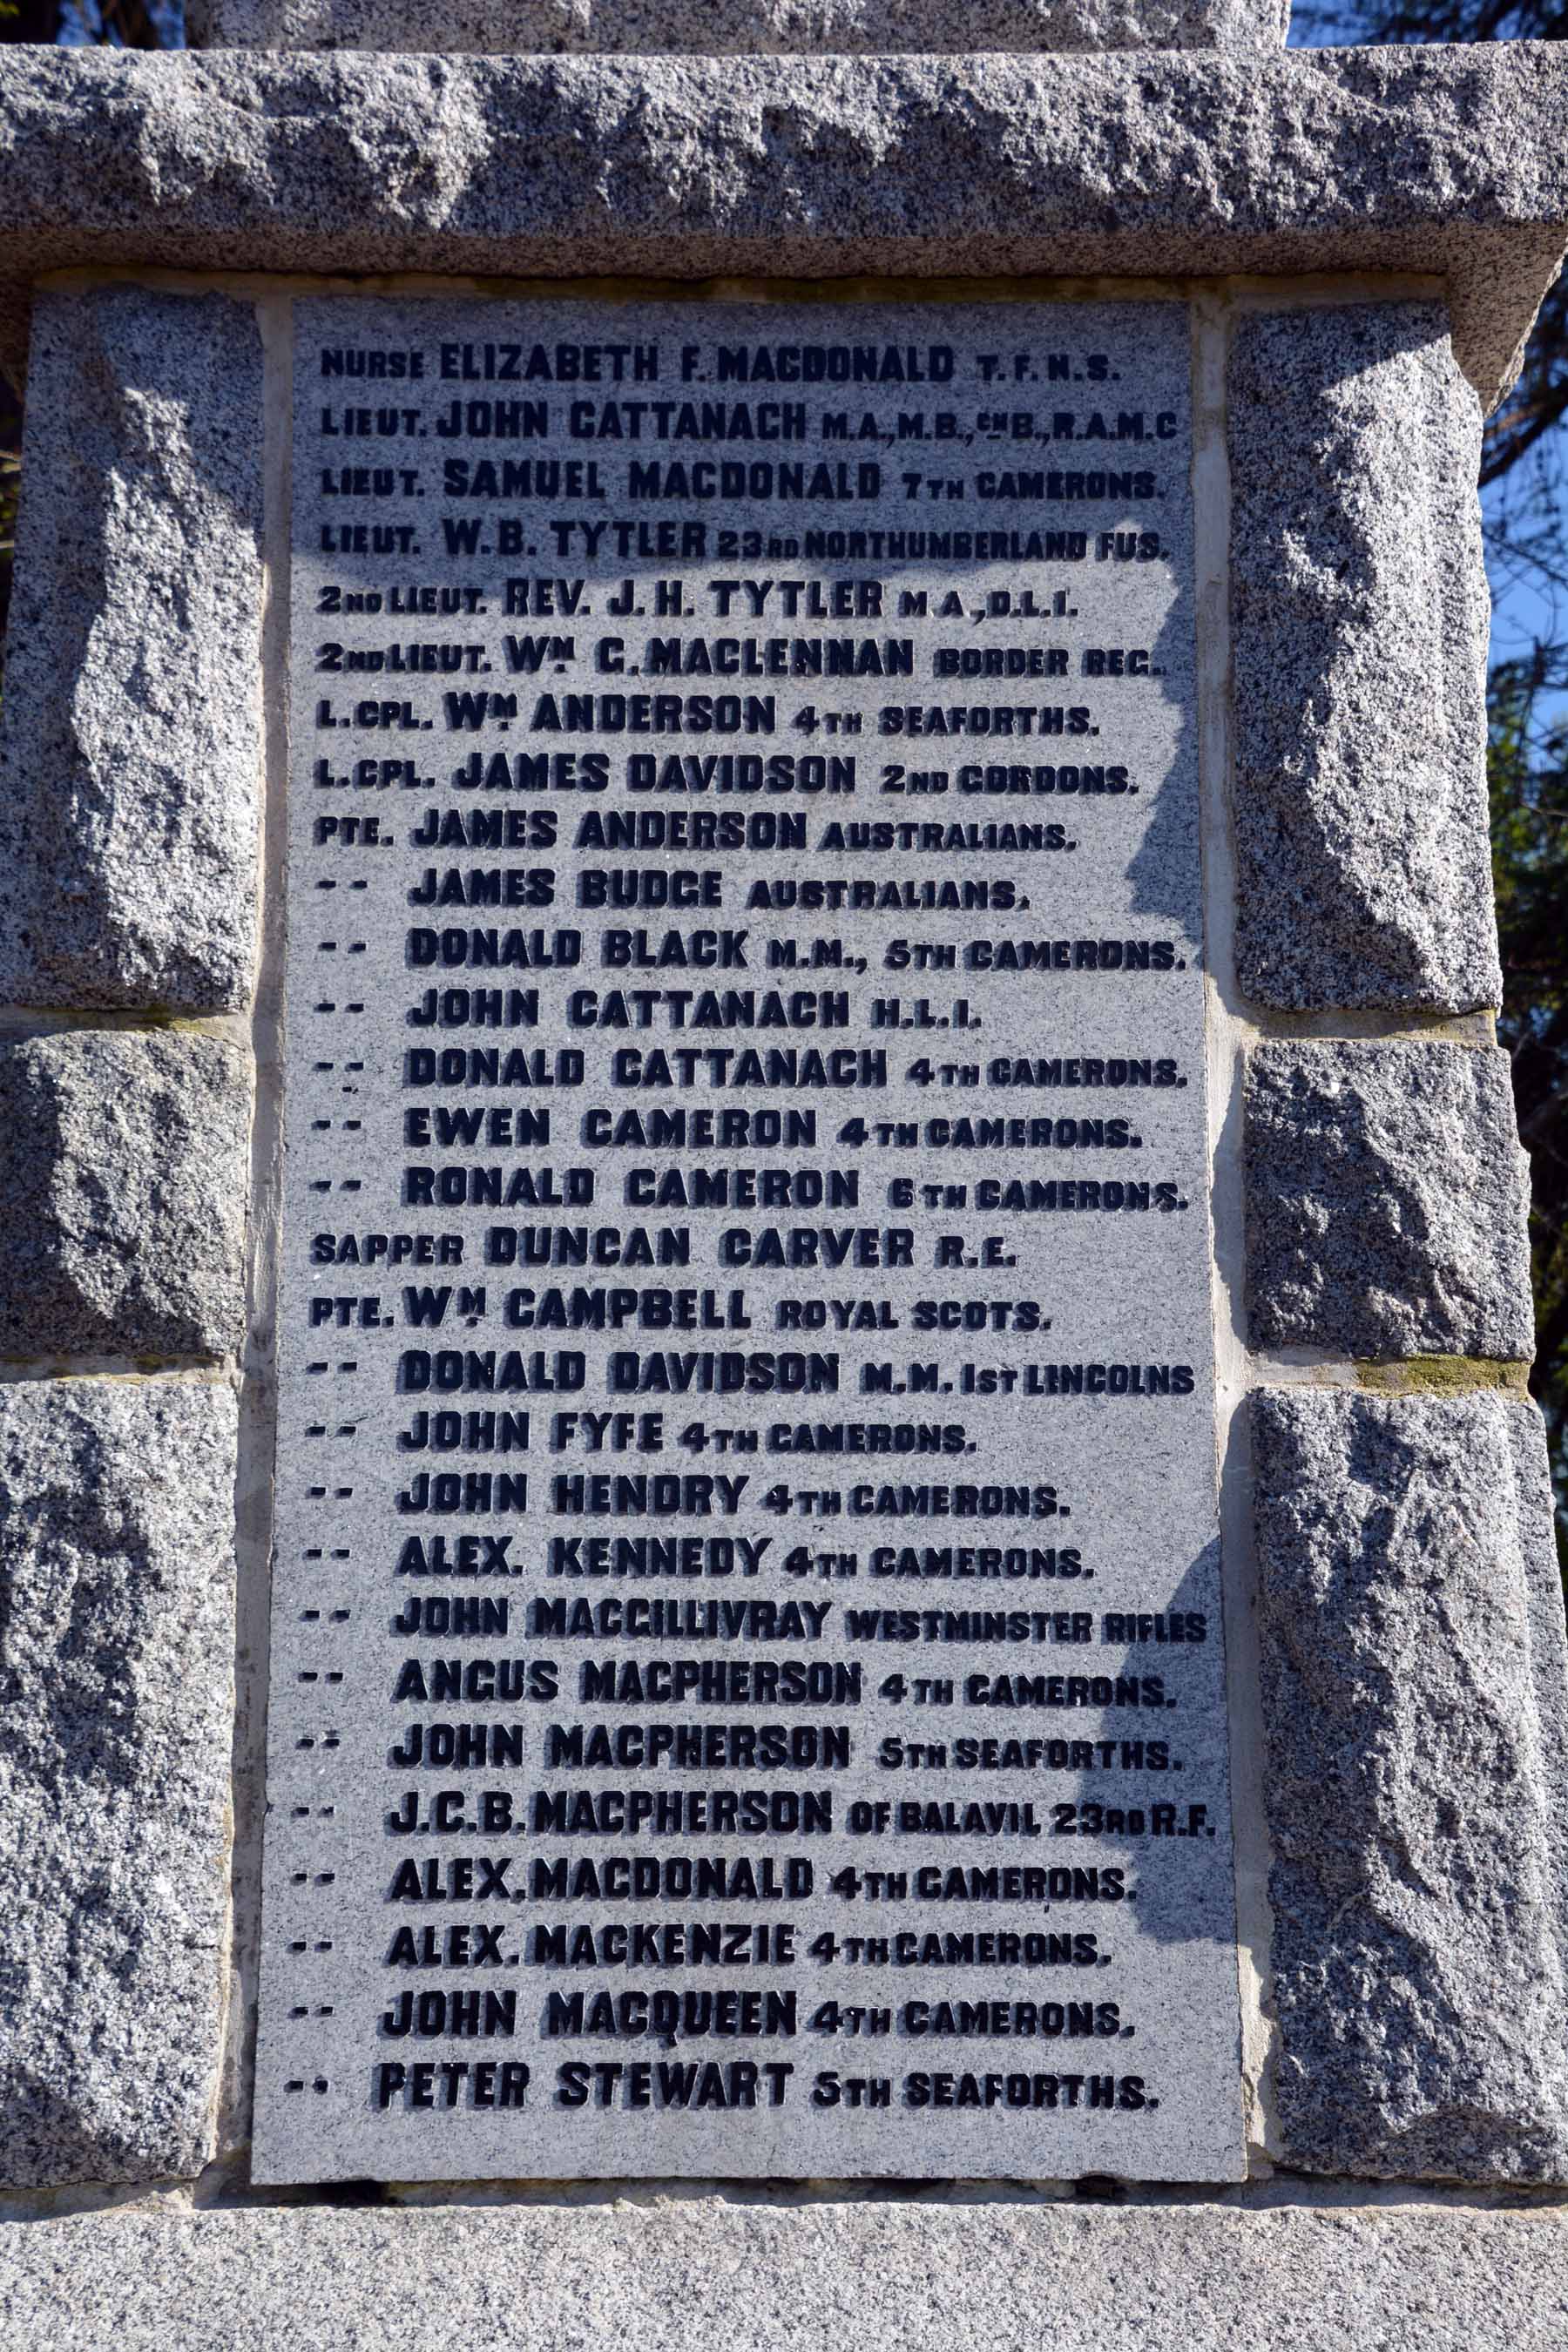 NURSE ELIZABETH F. MACDONALD T.F.N.S.
LIEUT. JOHN CATTANACH M.A., M.B., CH B., R.A.M.C
LIEUT. SAMUEL MACDONALD 7TH CAMERONS.
LIEUT. W.B. TYTLER 23RD NORTHUMBERLAND FUS.
2ND LIEUT. REV. J.H. TYTLER M A., D.L.I.
2ND LIEUT. WM G. MACLENNAN BORDER REG.
L.CPL. WM ANDERSON 4TH SEAFORTHS.
L.CPL. JAMES DAVIDSON 2ND GORDONS.
PTE. JAMES ANDERSON AUSTRALIANS.
-- JAMES BUDGE AUSTRALIANS.
-- DONALD BLACK M.M., 5TH CAMERONS.
-- JOHN CATTANACH H.L.I.
-- DONALD CATTANACH 4TH CAMERONS.
-- EWEN CAMERON 4TH CAMERONS.
-- RONALD CAMERON 6TH CAMERONS.
SAPPER DUNCAN CARVER R.E.
PTE. WM CAMPBELL ROYAL SCOTS.
-- DONALD DAVIDSON M.M. 1ST LINCOLNS
-- JOHN FYFE 4TH CAMERONS.
-- JOHN HENDRY 4TH CAMERONS.
-- ALEX. KENNEDY 4TH CAMERONS.
-- JOHN MACGILLIVRAY WESTMINSTER RIFLES
-- ANGUS MACPHERSON 4TH CAMERONS.
-- JOHN MACPHERSON 5TH SEAFORTHS.
-- J.C.B. MACPHERSON OF BALAVIL 23RD R.F.
-- ALEX. MACDONALD 4TH CAMERONS.
-- ALEX. MACKENZIE 4TH CAMERONS.
-- JOHN MACQUEEN 4TH CAMERONS.
-- PETER STEWART 5TH SEAFORTHS.